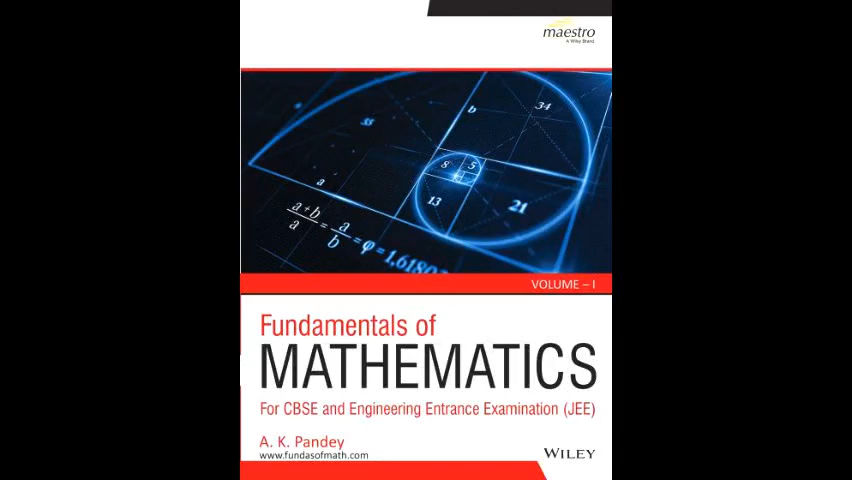 maestro
A Wiley Brand
b
34
55
8
5
a
13
21
a+b
a
=
a
b
= φ = 1,6180
VOLUME – I
Fundamentals of
MATHEMATICS
For CBSE and Engineering Entrance Examination (JEE)
A. K. Pandey
www.fundasofmath.com
WILEY